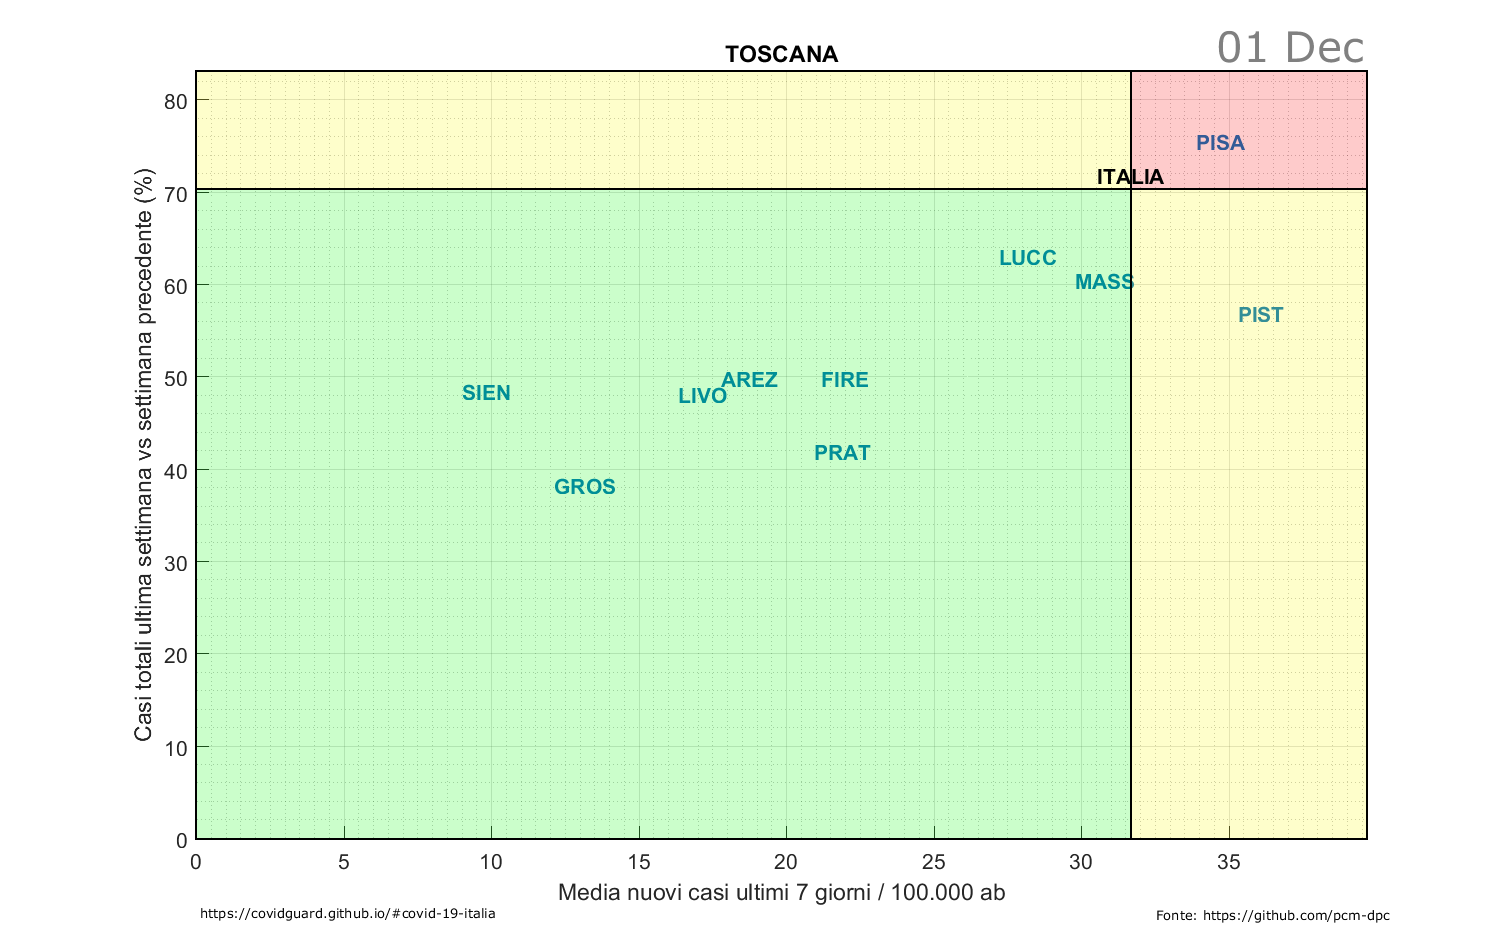 TOSCANA
01 Dec
Casi totali ultima settimana vs settimana precedente (%)
80
70
60
50
40
30
20
10
0
PISA
ITALIA
LUCC
MASS
PIST
AREZ
FIRE
SIEN
LIVO
PRAT
GROS
0 5 10 15 20 25 30 35
Media nuovi casi ultimi 7 giorni / 100.000 ab
https://covidguard.github.io/#covid-19-italia
Fonte: https://github.com/pcm-dpc